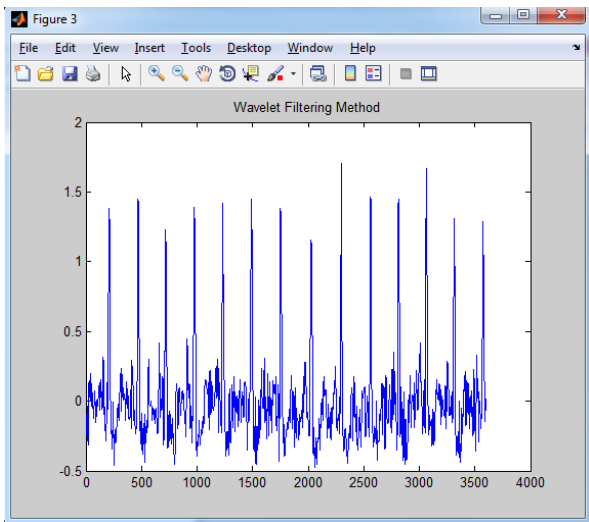 Figure 3
File Edit View Insert Tools Desktop Window Help
Wavelet Filtering Method
2
1.5
1
0.5
0
-0.5
0 500 1000 1500 2000 2500 3000 3500 4000